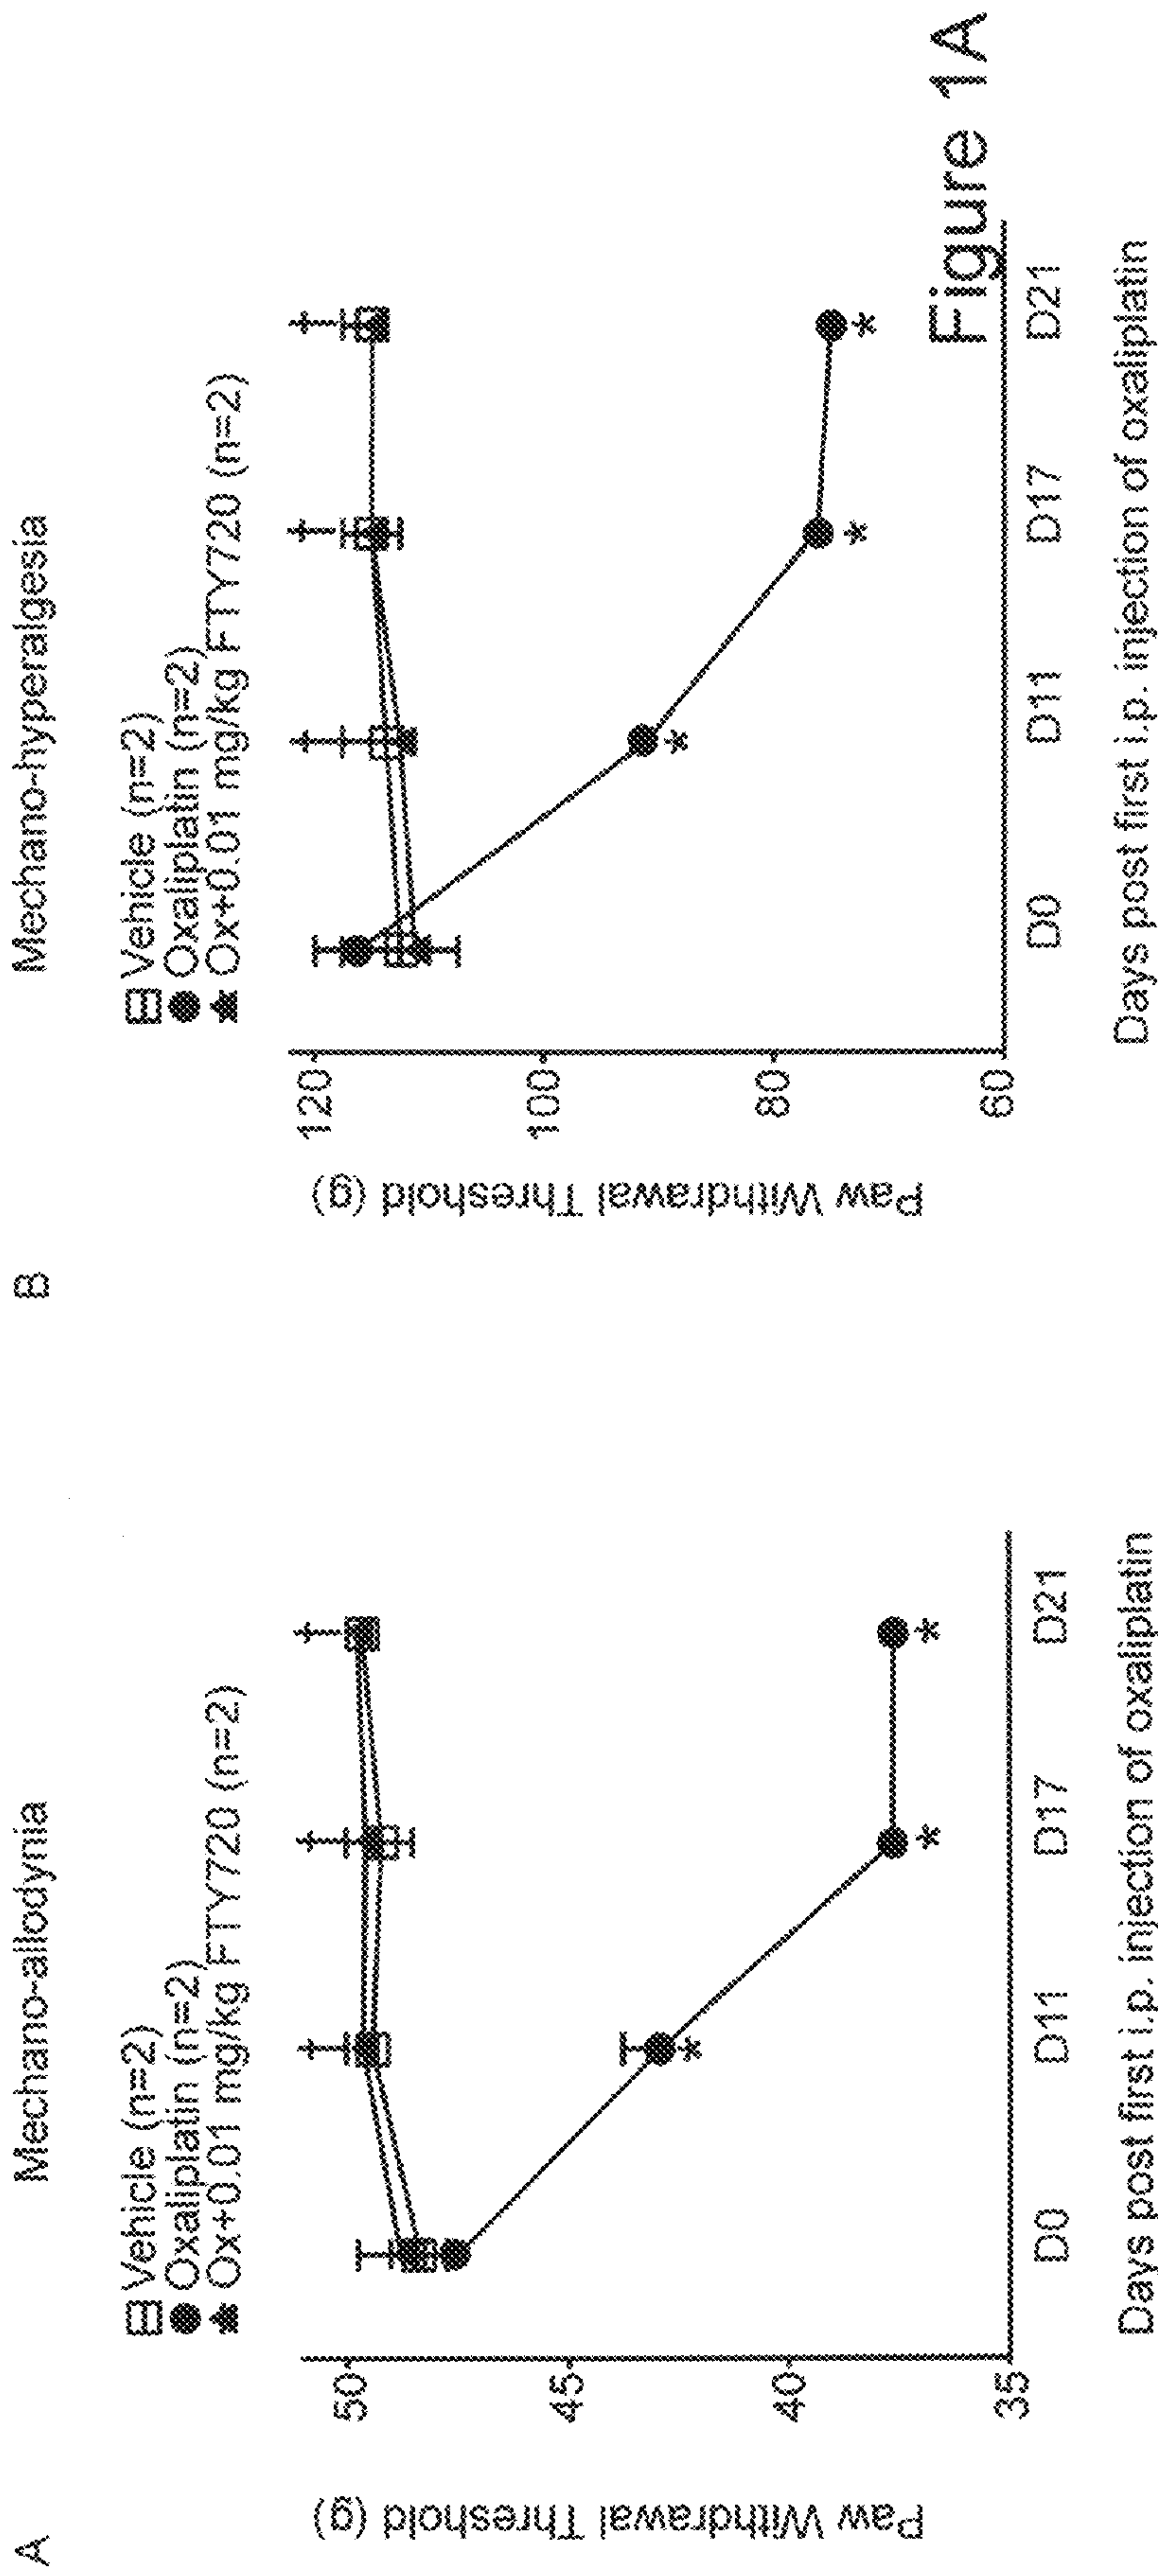 A
Mechano-allodynia
Vehicle (n=2)
Oxaliplatin (n=2)
Ox+0.01 mg/kg FTY720 (n=2)
Paw Withdrawal Threshold (g)
50
45
40
35
*
*
*
†
†
†
D0 D11 D17 D21
Days post first i.p. injection of oxaliplatin
B
Mechano-hyperalgesia
Vehicle (n=2)
Oxaliplatin (n=2)
Ox+0.01 mg/kg FTY720 (n=2)
Paw Withdrawal Threshold (g)
120
100
80
60
†
†
†
*
*
*
D0 D11 D17 D21
Days post first i.p. injection of oxaliplatin
Figure 1A